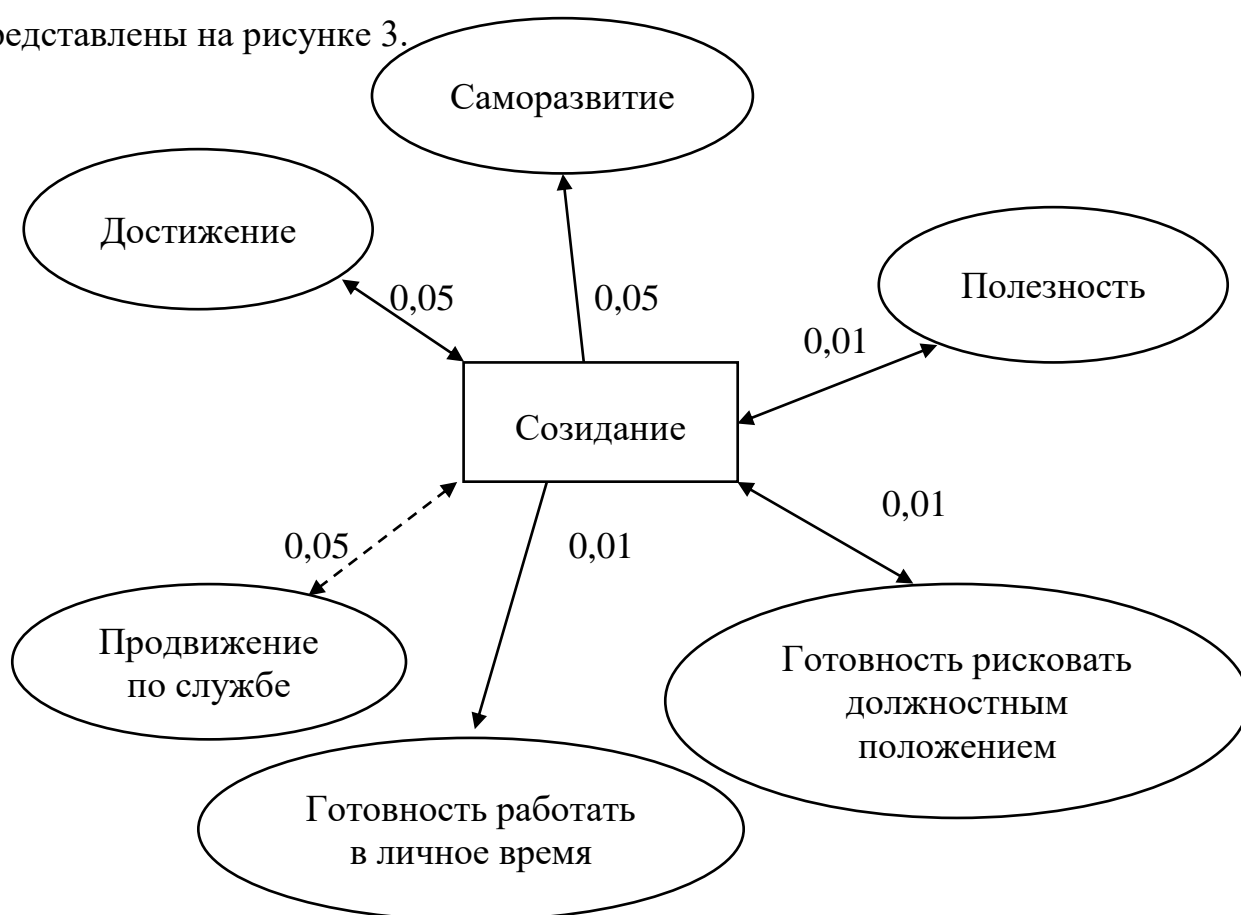 редставлены на рисунке 3.
Саморазвитие
Достижение
Полезность
0,05
0,05
0,01
Созидание
0,01
0,05
0,01
Продвижение
по службе
Готовность рисковать
должностным
положением
Готовность работать
в личное время